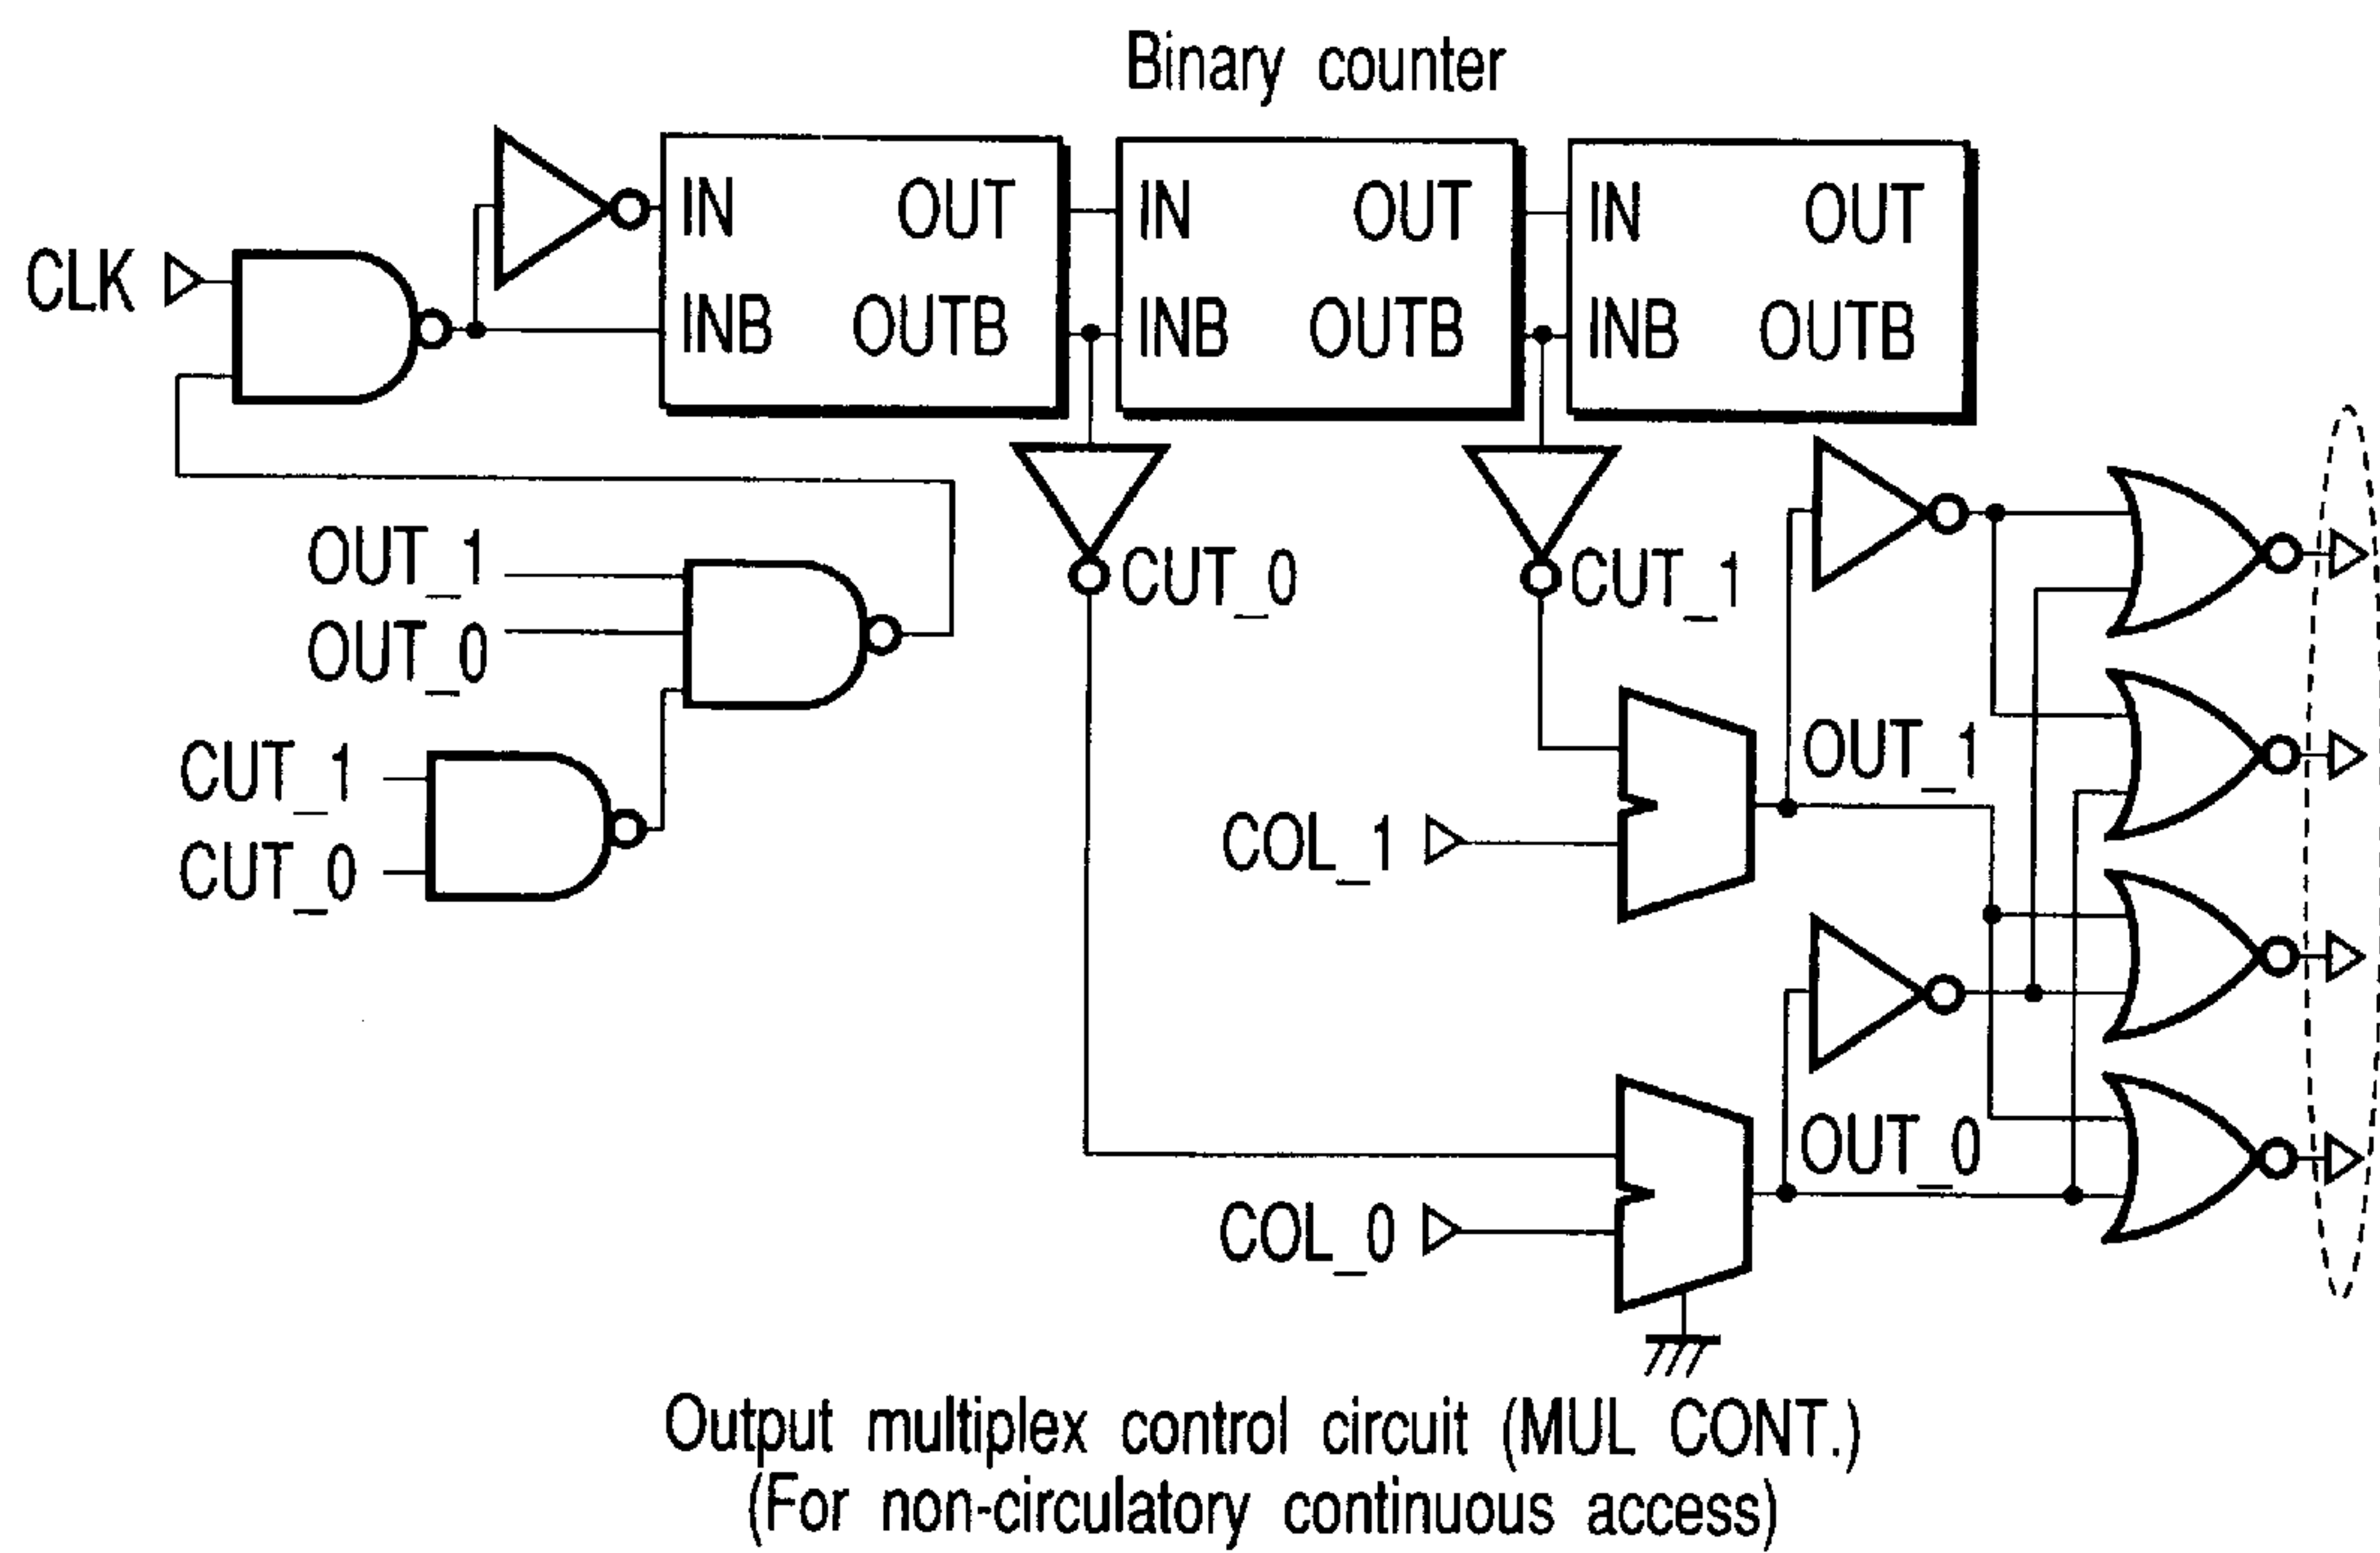 Binary counter
IN OUT
INB OUTB
IN OUT
INB OUTB
IN OUT
INB OUTB
CLK
OUT_1
OUT_0
CUT_1
CUT_0
CUT_0
CUT_1
OUT_1
COL_1
OUT_0
COL_0
Output multiplex control circuit (MUL CONT.)
(For non-circulatory continuous access)